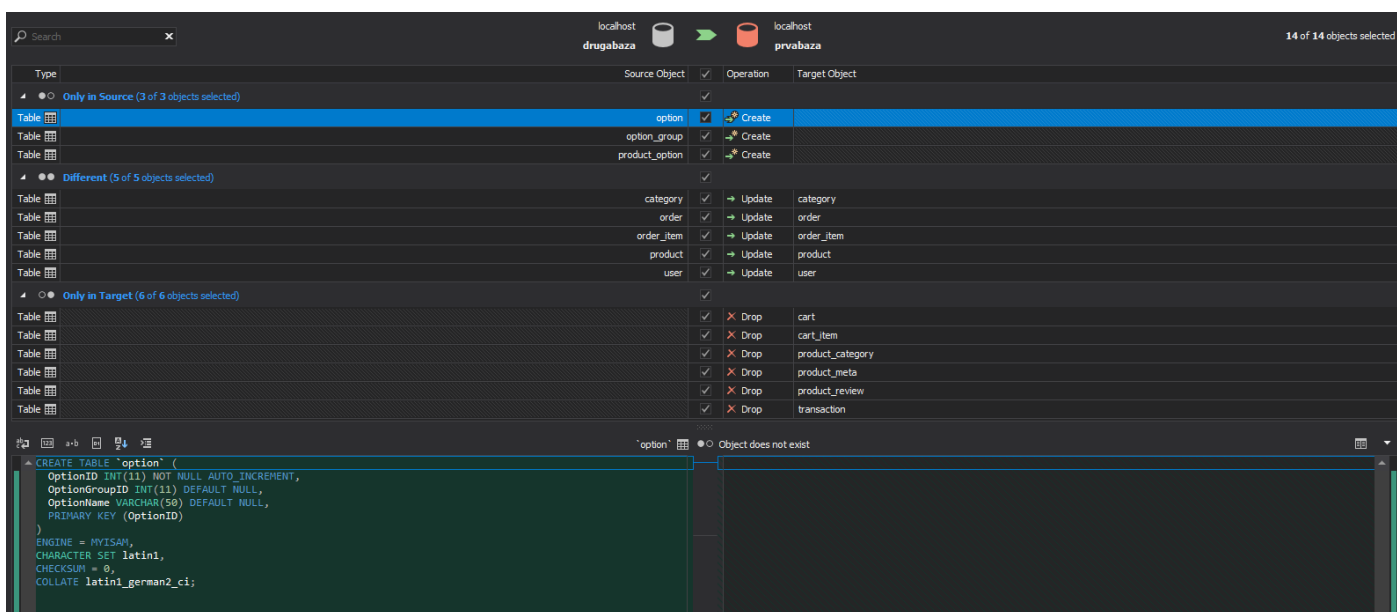 Search
localhost
drugabaza
localhost
prvabaza
14 of 14 objects selected
Type Source Object Operation Target Object
Only in Source (3 of 3 objects selected)
Table option Create
Table option_group Create
Table product_option Create
Different (5 of 5 objects selected)
Table category Update category
Table order Update order
Table order_item Update order_item
Table product Update product
Table user Update user
Only in Target (6 of 6 objects selected)
Table Drop cart
Table Drop cart_item
Table Drop product_category
Table Drop product_meta
Table Drop product_review
Table Drop transaction
`option` Object does not exist
CREATE TABLE `option` (
OptionID INT(11) NOT NULL AUTO_INCREMENT,
OptionGroupID INT(11) DEFAULT NULL,
OptionName VARCHAR(50) DEFAULT NULL,
PRIMARY KEY (OptionID)
)
ENGINE = MYISAM,
CHARACTER SET latin1,
CHECKSUM = 0,
COLLATE latin1_german2_ci;